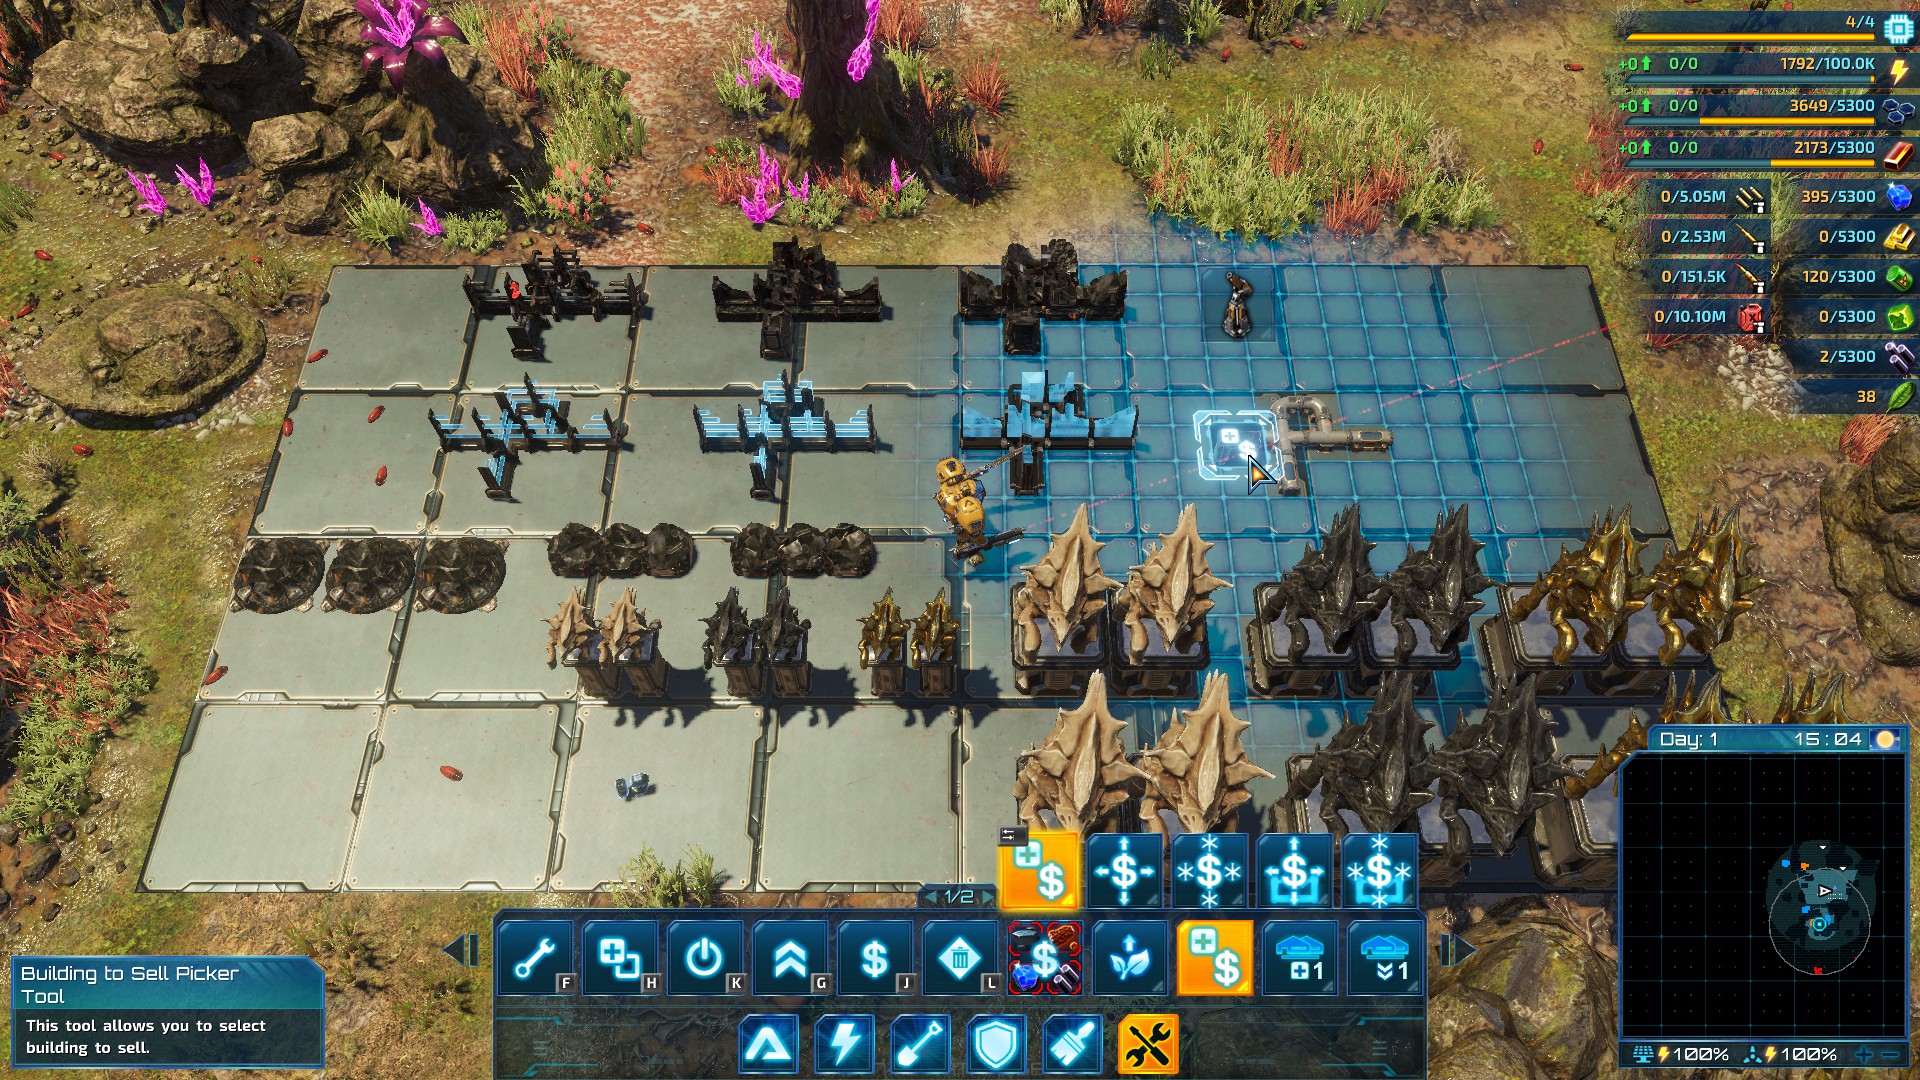 4/4
+0 0/0 1792/100.0K
+0 0/0 3649/5300
+0 0/0 2173/5300
0/5.05M 395/5300
0/2.53M 0/5300
0/151.5K 120/5300
0/10.10M 0/5300
2/5300
38
Day: 1 15:04
1/2
F H K G J L 1 1
Building to Sell Picker
Tool
This tool allows you to select
building to sell.
100% 100%